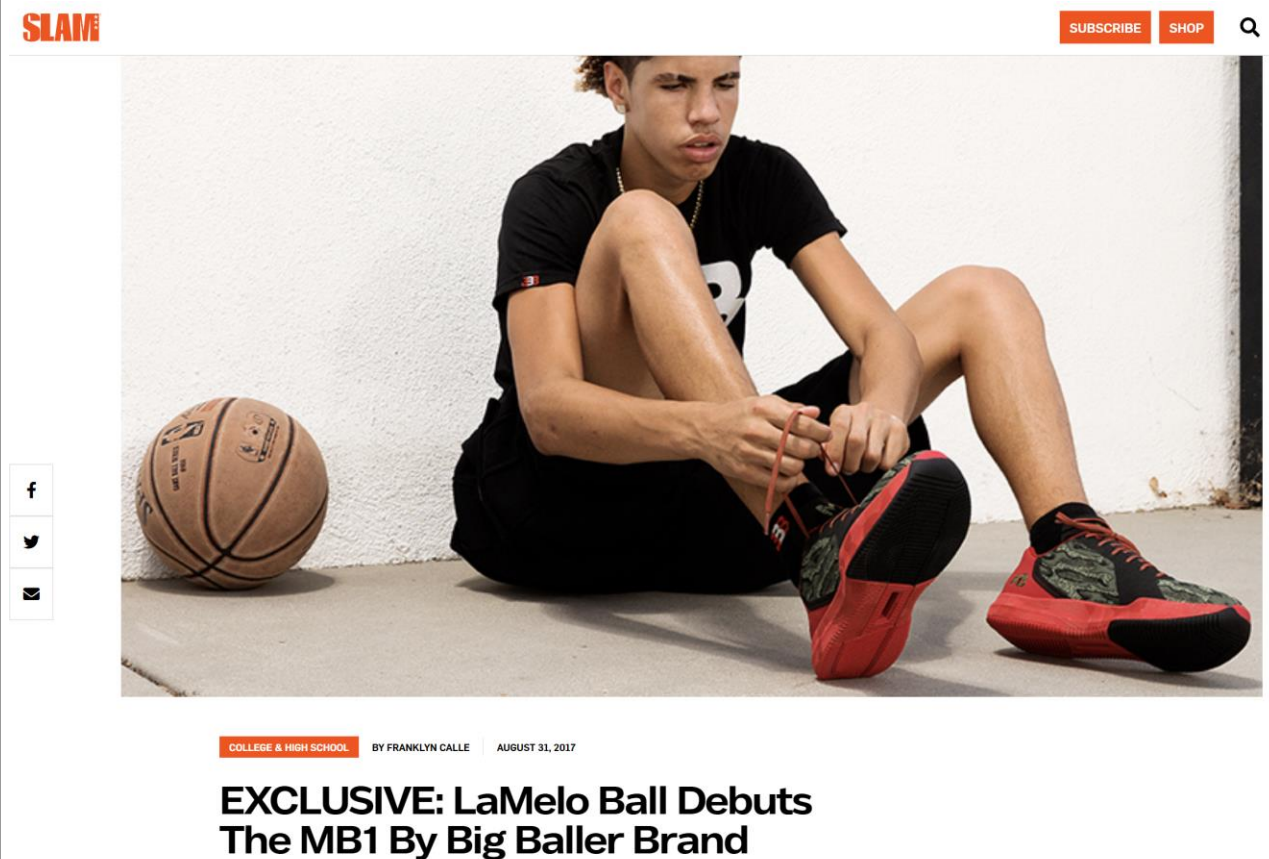 SLAM
SUBSCRIBE
SHOP
COLLEGE & HIGH SCHOOL
BY FRANKLYN CALLE
AUGUST 31, 2017
EXCLUSIVE: LaMelo Ball Debuts
The MB1 By Big Baller Brand